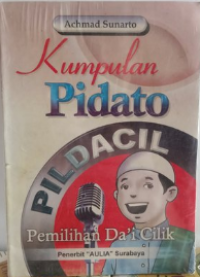 Achmad Sunarto
Kumpulan
Pidato
PILDACIL
Pemilihan Da'i Cilik
Penerbit "AULIA" Surabaya